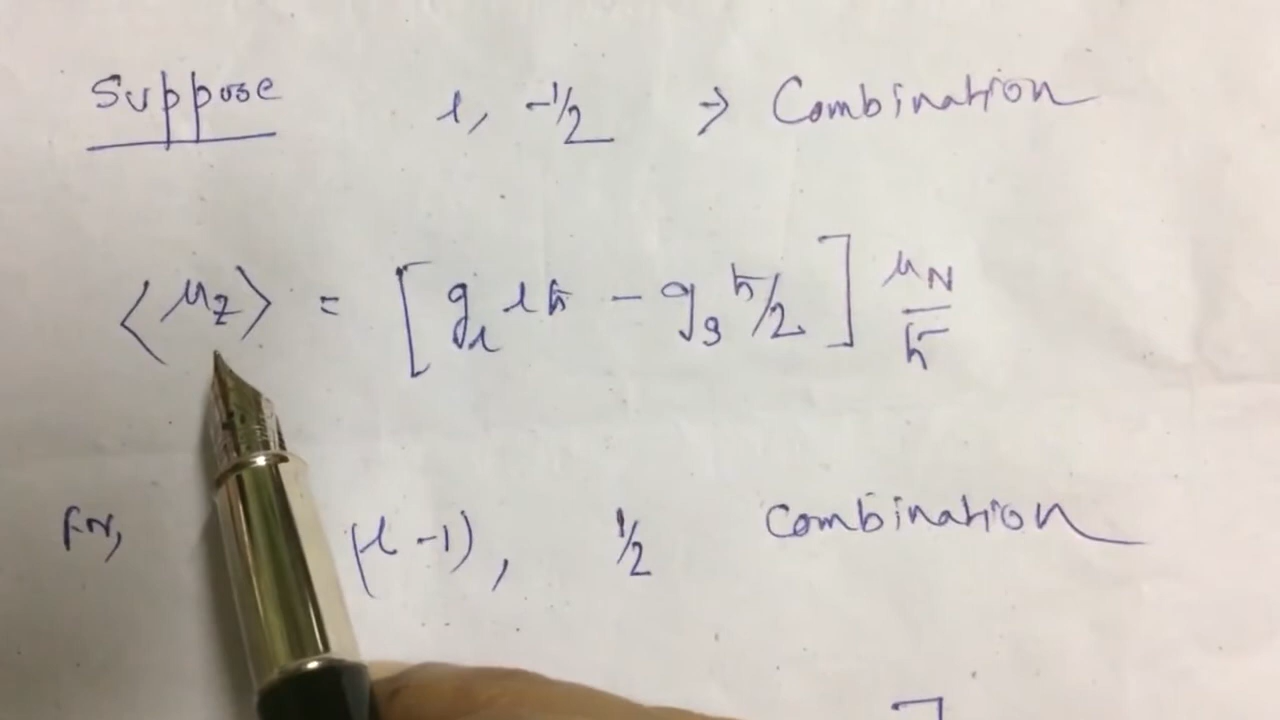 Suppose l, -1/2 → Combination
⟨μz⟩ = [ gl lħ - gs ħ/2 ] μN/ħ
For, (l-1), 1/2 Combination
]